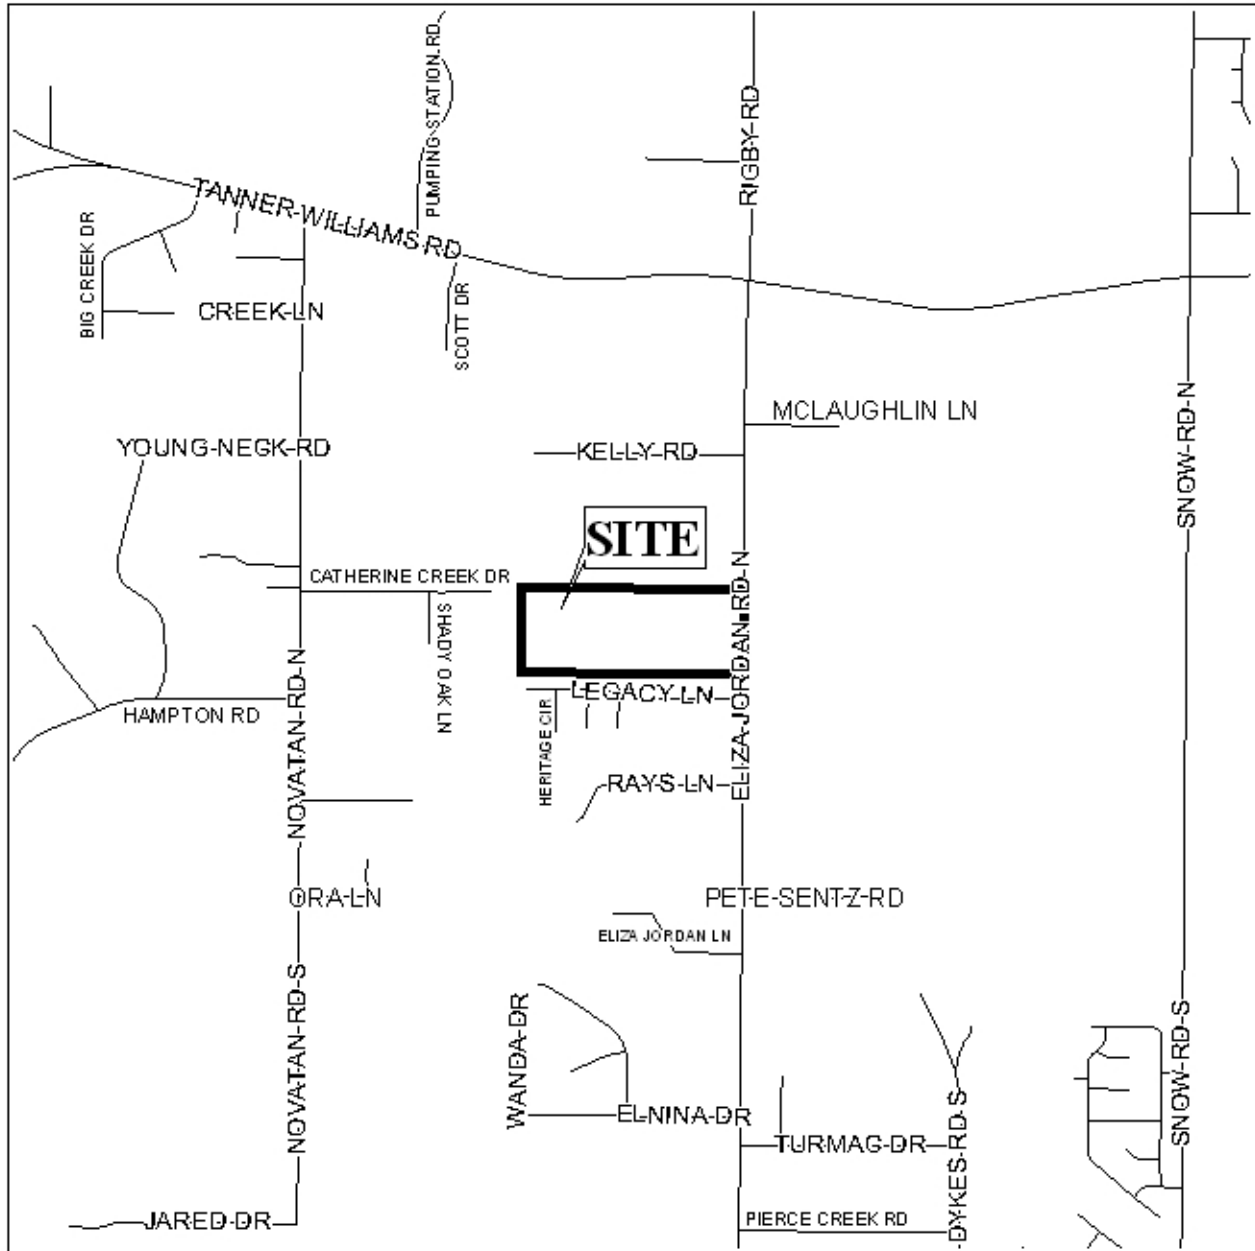 PUMPING STATION RD
RIGBY RD
TANNER WILLIAMS RD
BIG CREEK DR
CREEK LN
SCOTT DR
MCLAUGHLIN LN
SNOW RD N
YOUNG NECK RD
KELLY RD
SITE
CATHERINE CREEK DR
SHADY OAK LN
ELIZA JORDAN RD N
LEGACY LN
HERITAGE CIR
HAMPTON RD
NOVATAN RD N
RAYS LN
ORA LN
PETE SENTZ RD
ELIZA JORDAN LN
NOVATAN RD S
WANDA DR
EL NINA DR
TURMAG DR
DYKES RD S
SNOW RD S
JARED DR
PIERCE CREEK RD